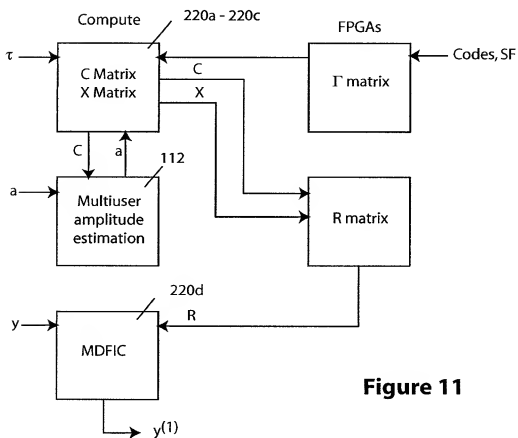 Compute
220a - 220c
FPGAs
τ
C Matrix
X Matrix
C
X
Γ matrix
Codes, SF
C
a
112
a
Multiuser
amplitude
estimation
R matrix
220d
R
y
MDFIC
y(1)
Figure 11